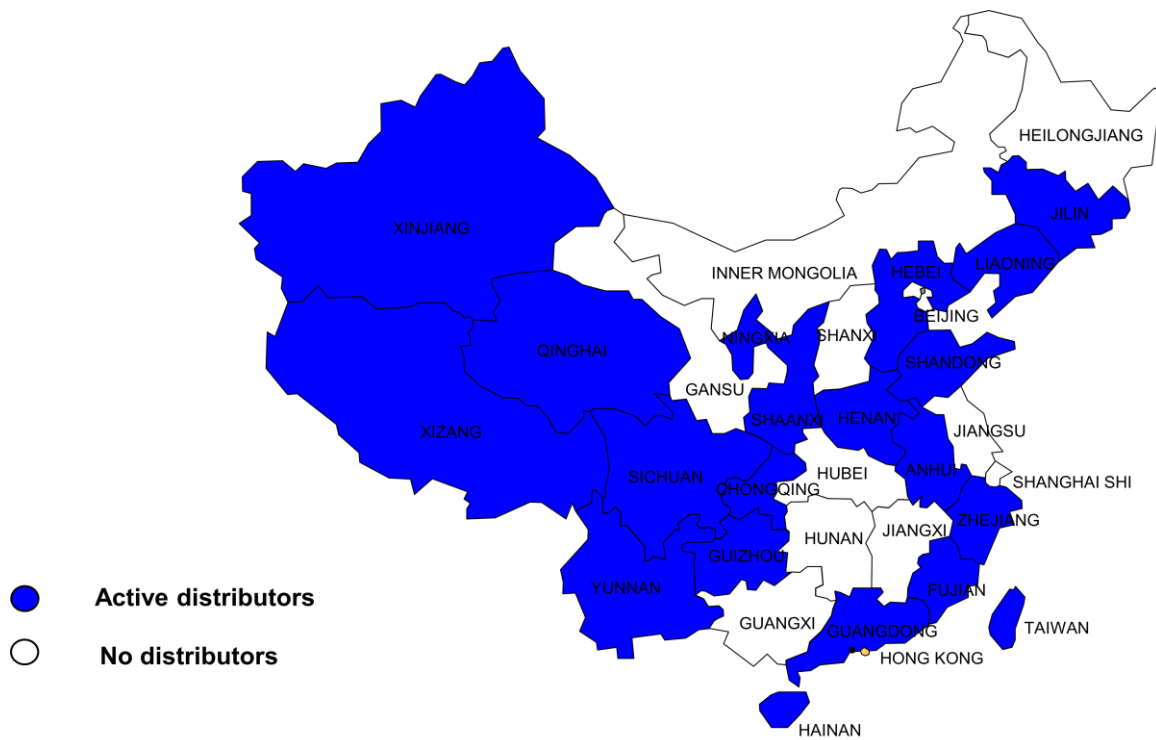 HEILONGJIANG
JILIN
XINJIANG
LIAONING
INNER MONGOLIA
HEBEI
BEIJING
NINGXIA
SHANXI
QINGHAI
SHANDONG
GANSU
SHAANXI
HENAN
XIZANG
JIANGSU
HUBEI
ANHUI
SICHUAN
SHANGHAI SHI
CHONGQING
ZHEJIANG
JIANGXI
HUNAN
GUIZHOU
YUNNAN
FUJIAN
Active distributors
GUANGXI
GUANGDONG
TAIWAN
No distributors
HONG KONG
HAINAN